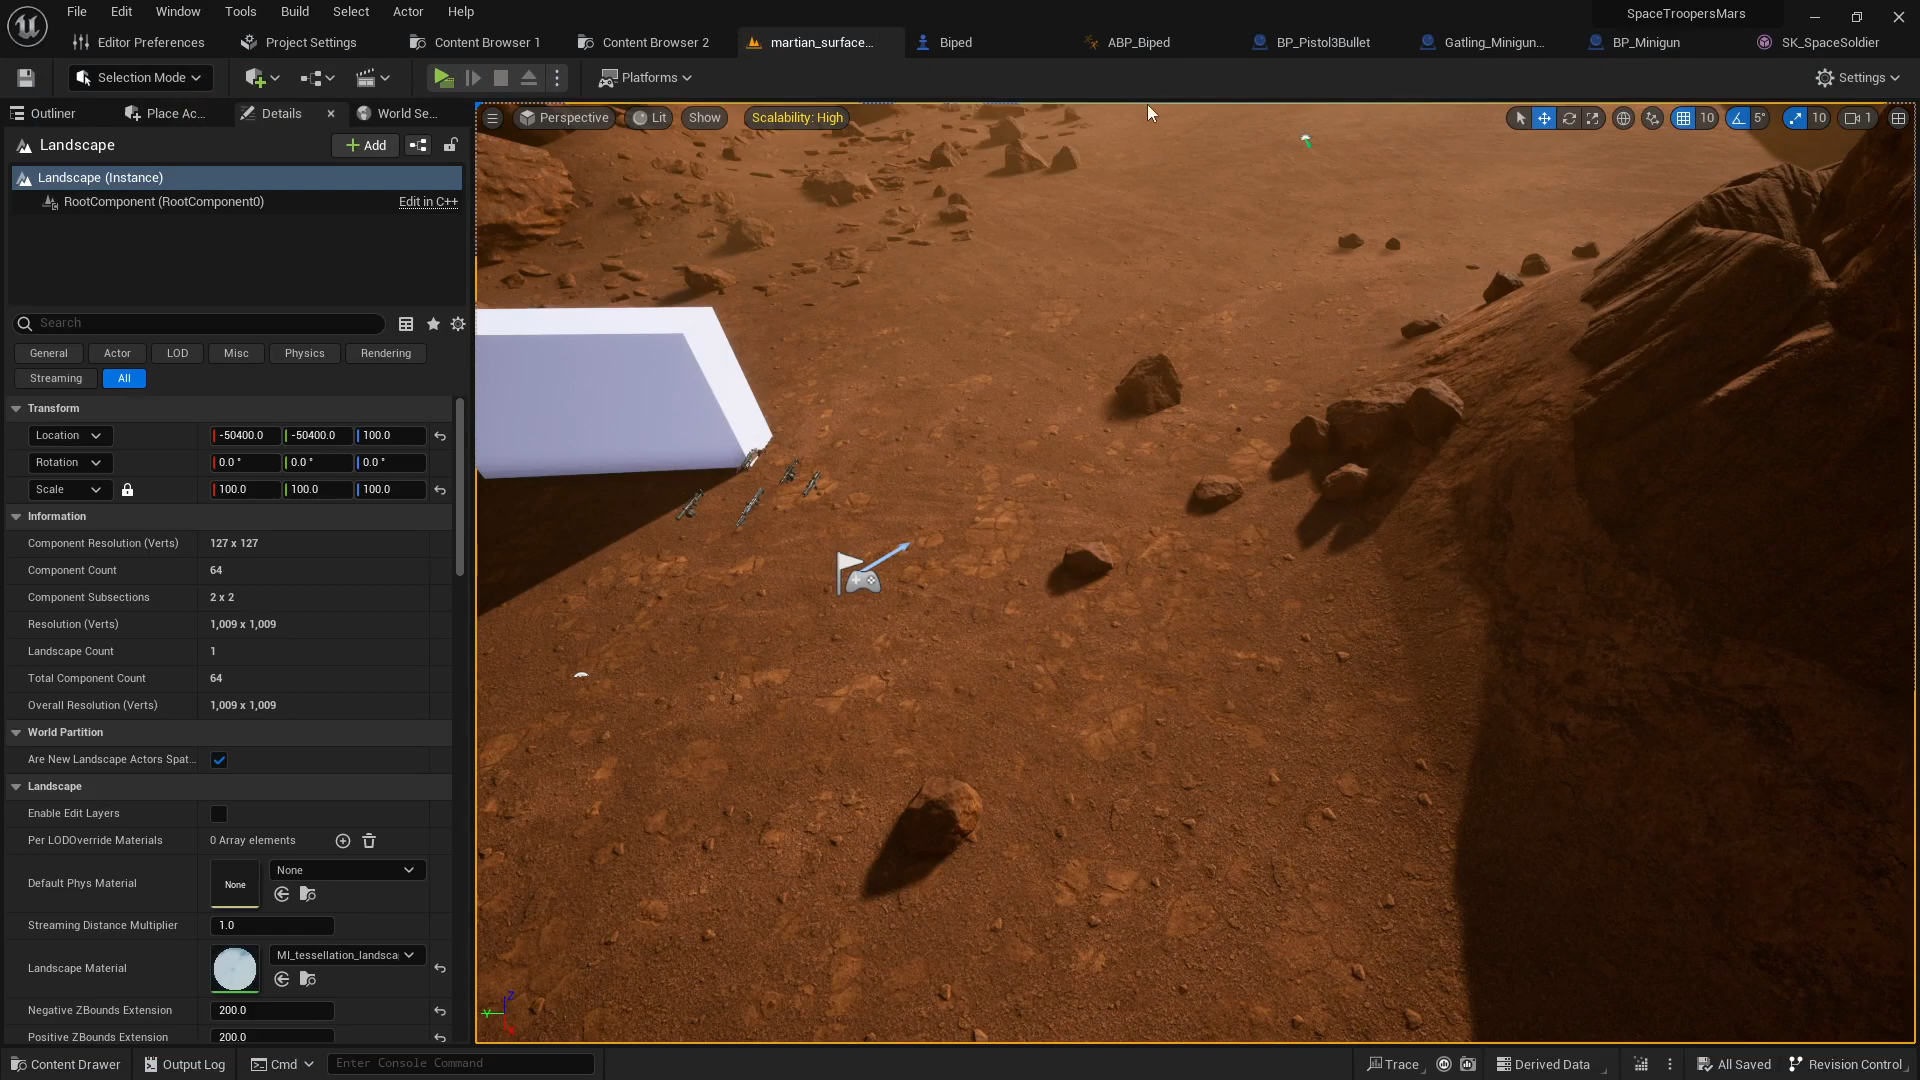 File Edit Window Tools Build Select Actor Help SpaceTroopersMars
Editor Preferences Project Settings Content Browser 1 Content Browser 2 martian_surface... Biped ABP_Biped BP_Pistol3Bullet Gatling_Minigun... BP_Minigun SK_SpaceSoldier
Selection Mode Platforms Settings
Outliner Place Ac... Details World Se...
Perspective Lit Show Scalability: High 10 5° 10 1
Landscape Add
Landscape (Instance)
RootComponent (RootComponent0) Edit in C++
Search
General Actor LOD Misc Physics Rendering
Streaming All
Transform
Location -50400.0 -50400.0 100.0
Rotation 0.0 ° 0.0 ° 0.0 °
Scale 100.0 100.0 100.0
Information
Component Resolution (Verts) 127 x 127
Component Count 64
Component Subsections 2 x 2
Resolution (Verts) 1,009 x 1,009
Landscape Count 1
Total Component Count 64
Overall Resolution (Verts) 1,009 x 1,009
World Partition
Are New Landscape Actors Spat...
Landscape
Enable Edit Layers
Per LODOverride Materials 0 Array elements
Default Phys Material None None
Streaming Distance Multiplier 1.0
Landscape Material MI_tessellation_landsca
Negative ZBounds Extension 200.0
Positive ZBounds Extension 200.0
Z
Y
X
Content Drawer Output Log Cmd Enter Console Command Trace Derived Data All Saved Revision Control